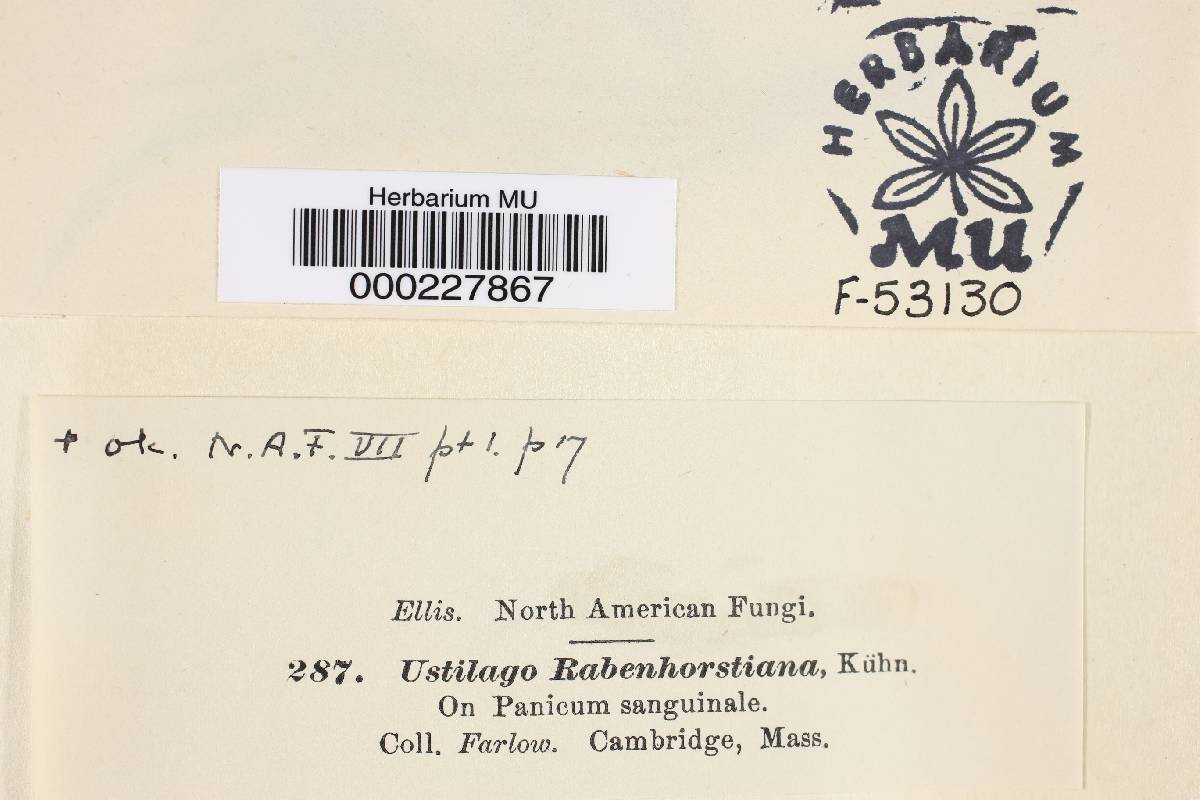 HERBARIUM
MU
F-53130
Herbarium MU
000227867
+ ok. N.A.F. VII pt 1. p 17
Ellis. North American Fungi.
287. Ustilago Rabenhorstiana, Kühn.
On Panicum sanguinale.
Coll. Farlow. Cambridge, Mass.